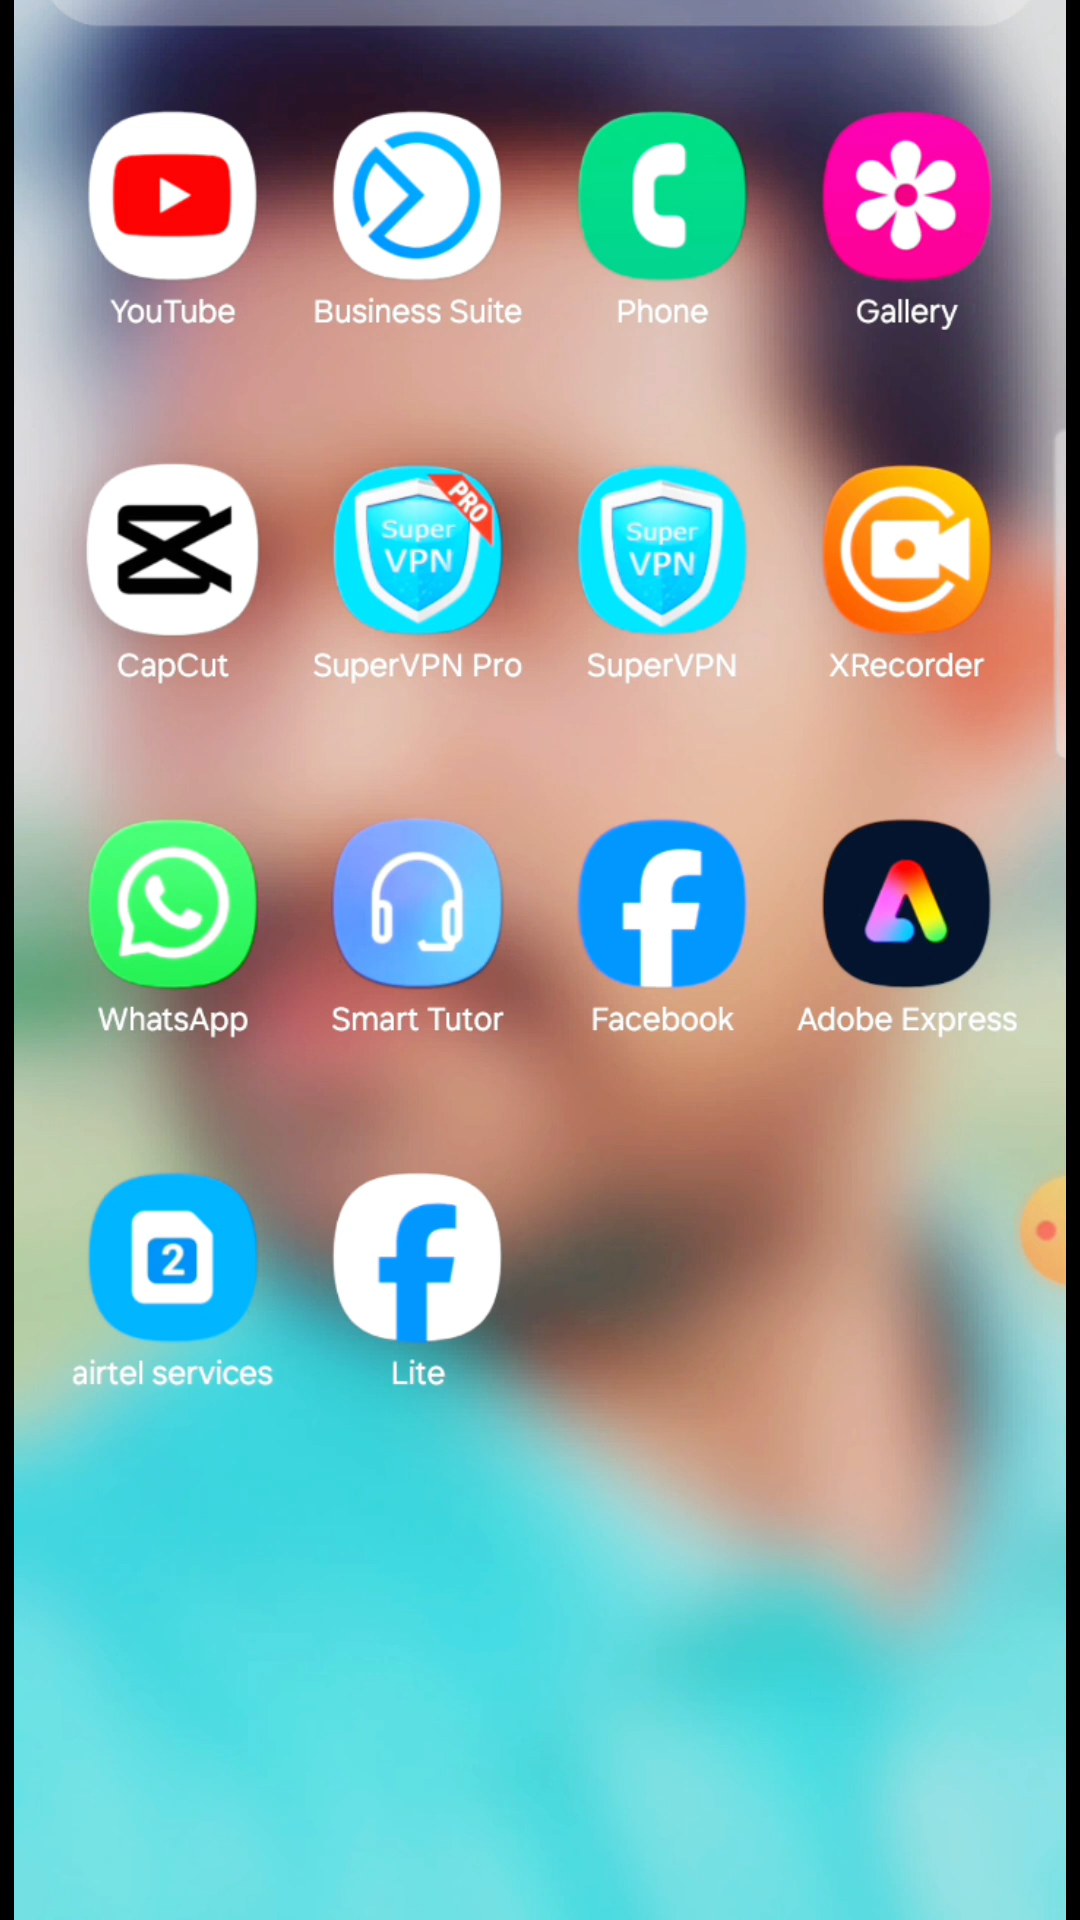 YouTube
Business Suite
Phone
Gallery
PRO
Super
VPN
Super
VPN
CapCut
SuperVPN Pro
SuperVPN
XRecorder
WhatsApp
Smart Tutor
Facebook
Adobe Express
2
airtel services
Lite